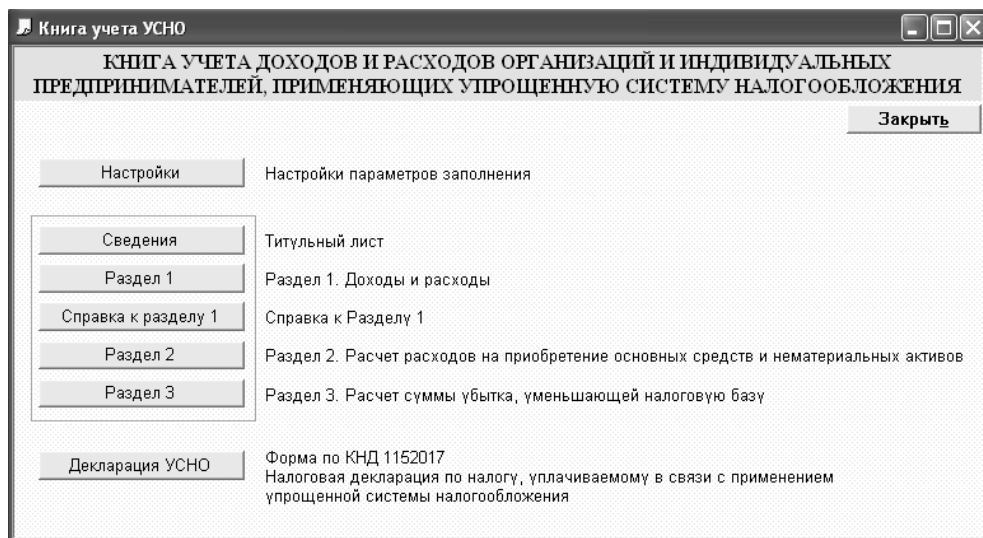 Книга учета УСНО
КНИГА УЧЕТА ДОХОДОВ И РАСХОДОВ ОРГАНИЗАЦИЙ И ИНДИВИДУАЛЬНЫХ
ПРЕДПРИНИМАТЕЛЕЙ, ПРИМЕНЯЮЩИХ УПРОЩЕННУЮ СИСТЕМУ НАЛОГООБЛОЖЕНИЯ
Закрыть
Настройки Настройки параметров заполнения
Сведения Титульный лист
Раздел 1 Раздел 1. Доходы и расходы
Справка к разделу 1 Справка к Разделу 1
Раздел 2 Раздел 2. Расчет расходов на приобретение основных средств и нематериальных активов
Раздел 3 Раздел 3. Расчет суммы убытка, уменьшающей налоговую базу
Декларация УСНО Форма по КНД 1152017
Налоговая декларация по налогу, уплачиваемому в связи с применением
упрощенной системы налогообложения